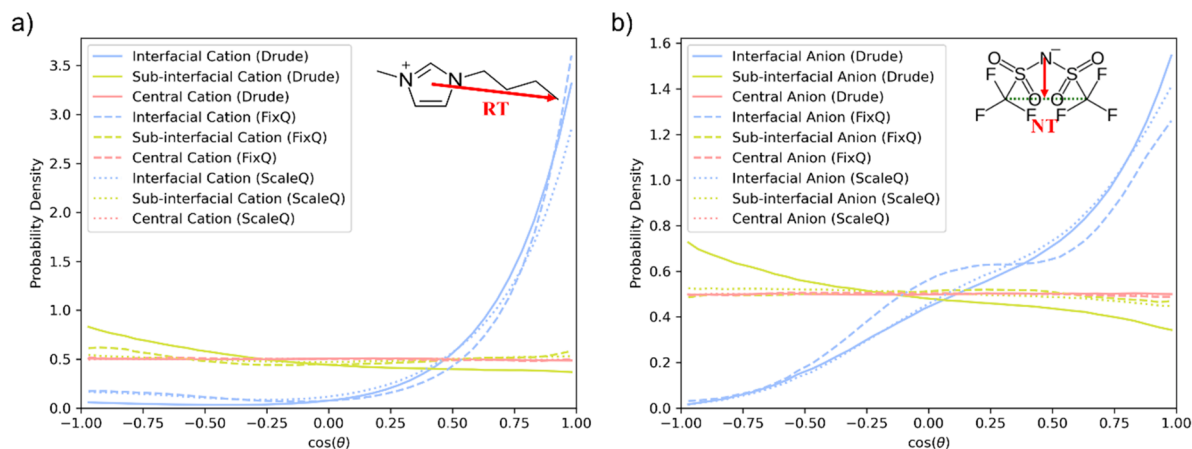 a)
3.5
3.0
2.5
2.0
1.5
1.0
0.5
0.0
Probability Density
−1.00 −0.75 −0.50 −0.25 0.00 0.25 0.50 0.75 1.00
cos(θ)
Interfacial Cation (Drude)
Sub-interfacial Cation (Drude)
Central Cation (Drude)
Interfacial Cation (FixQ)
Sub-interfacial Cation (FixQ)
Central Cation (FixQ)
Interfacial Cation (ScaleQ)
Sub-interfacial Cation (ScaleQ)
Central Cation (ScaleQ)
+
N N
RT
b)
1.6
1.4
1.2
1.0
0.8
0.6
0.4
0.2
0.0
Probability Density
−1.00 −0.75 −0.50 −0.25 0.00 0.25 0.50 0.75 1.00
cos(θ)
Interfacial Anion (Drude)
Sub-interfacial Anion (Drude)
Central Anion (Drude)
Interfacial Anion (FixQ)
Sub-interfacial Anion (FixQ)
Central Anion (FixQ)
Interfacial Anion (ScaleQ)
Sub-interfacial Anion (ScaleQ)
Central Anion (ScaleQ)
O N− O
F S S F
O O
F F F F
NT